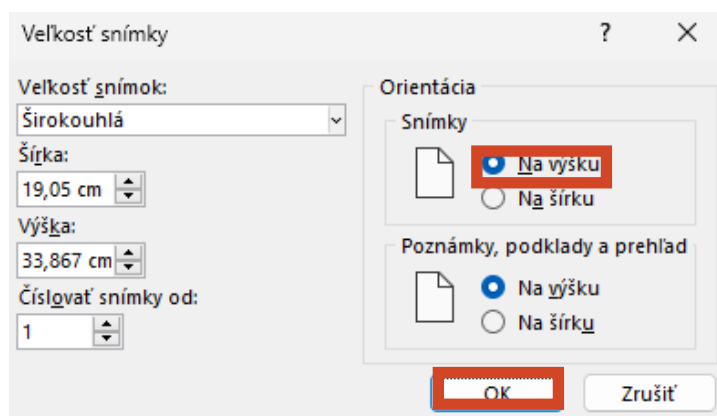 Veľkosť snímky ?
Veľkosť snímok:
Širokouhlá
Šírka:
19,05 cm
Výška:
33,867 cm
Číslovať snímky od:
1
Orientácia
Snímky
Na výšku
Na šírku
Poznámky, podklady a prehľad
Na výšku
Na šírku
OK
Zrušiť